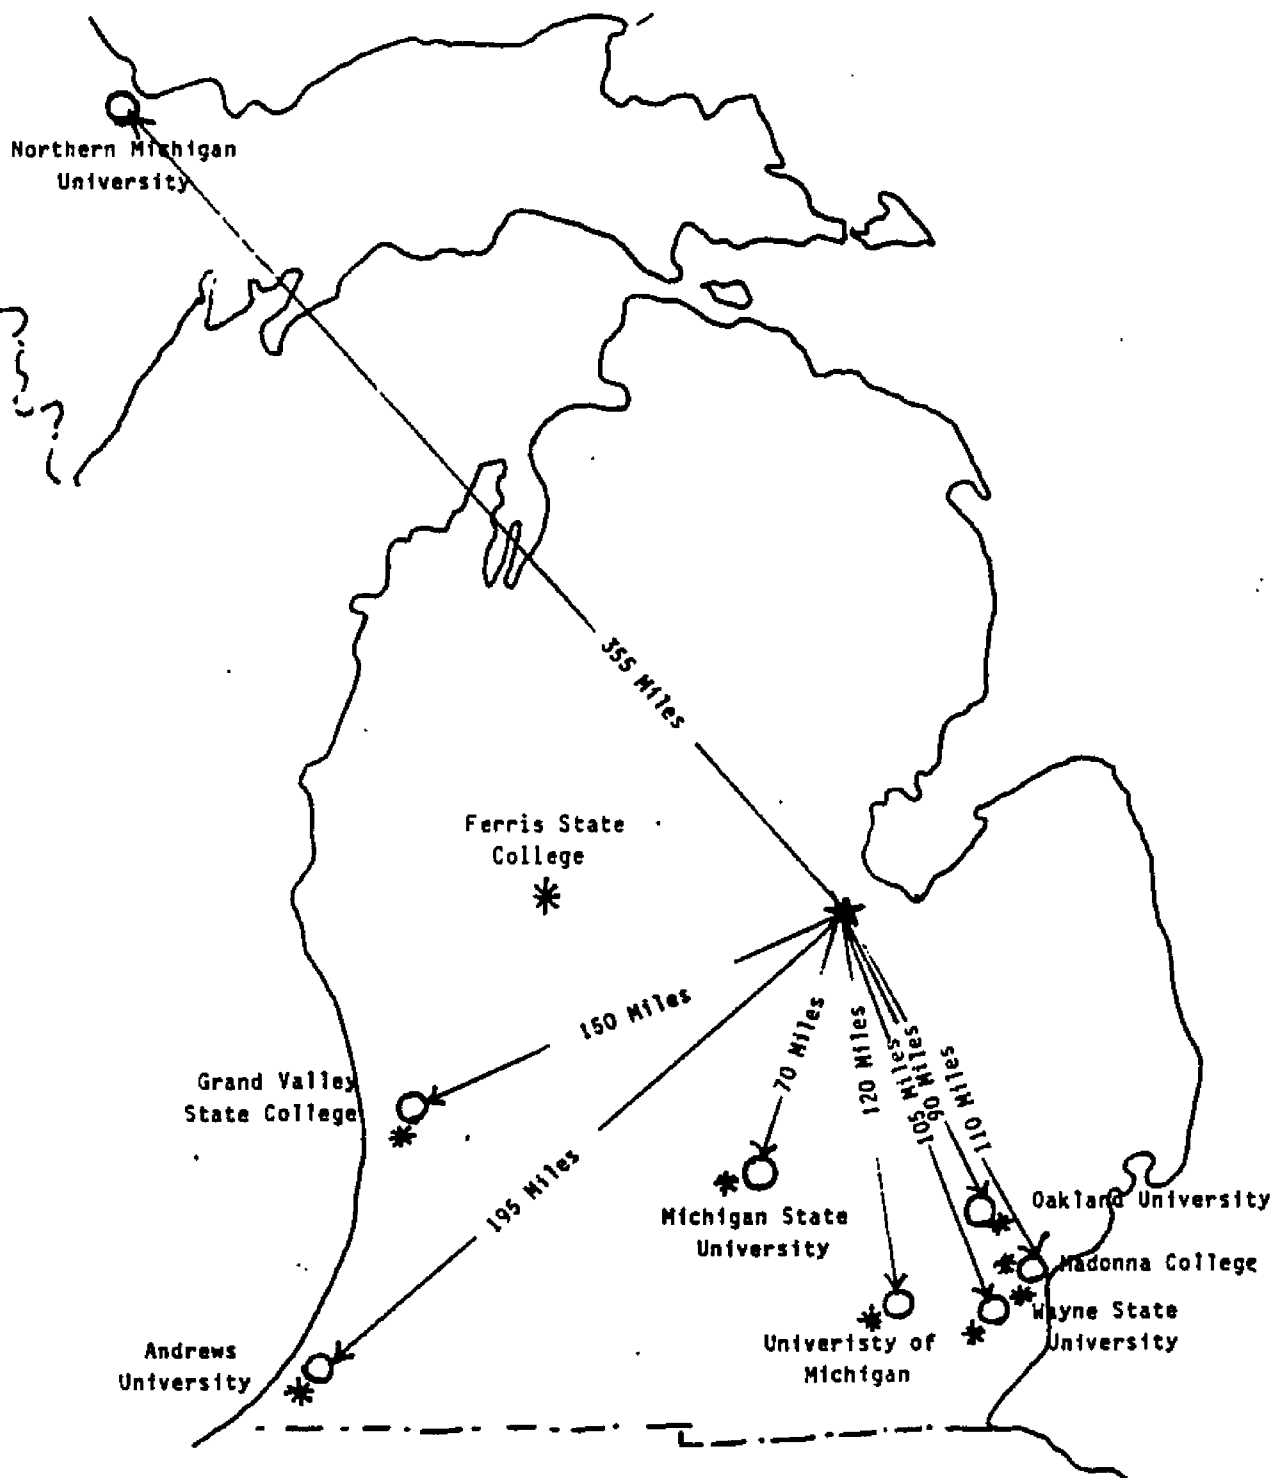 Northern Michigan
University
355 Miles
Ferris State
College
150 Miles
70 Miles
120 Miles
105 Miles
90 Miles
110 Miles
Grand Valley
State College
195 Miles
Michigan State
University
Oakland University
Madonna College
Wayne State
University
Univeristy of
Michigan
Andrews
University